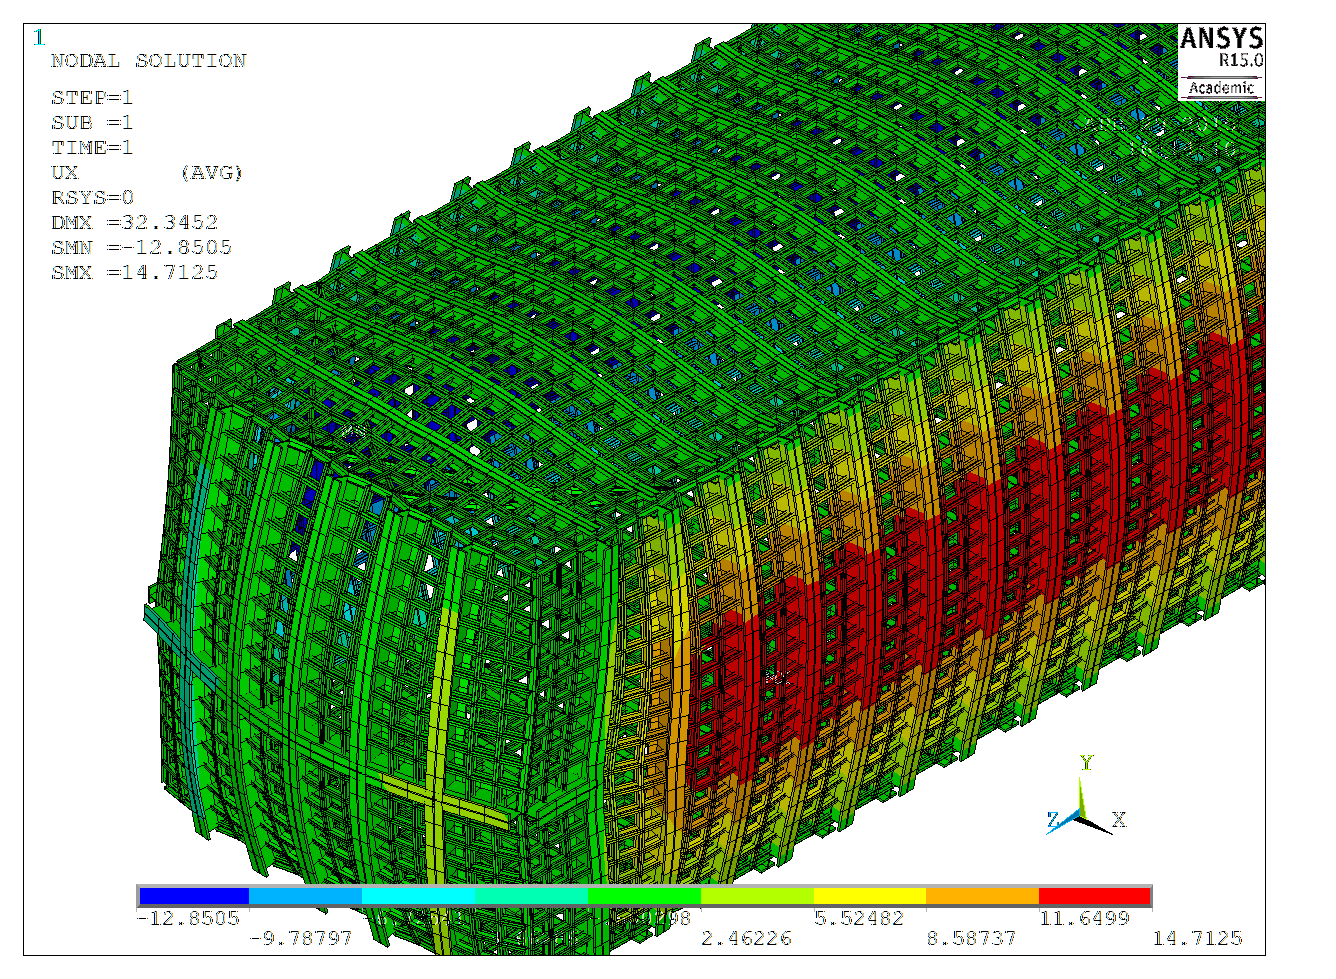 1
NODAL SOLUTION
STEP=1
SUB =1
TIME=1
UX (AVG)
RSYS=0
DMX =32.3452
SMN =-12.8505
SMX =14.7125
ANSYS
R15.0
Academic
Y
Z
X
-12.8505
5.52482
11.6499
-9.78797
2.46226
8.58737
14.7125